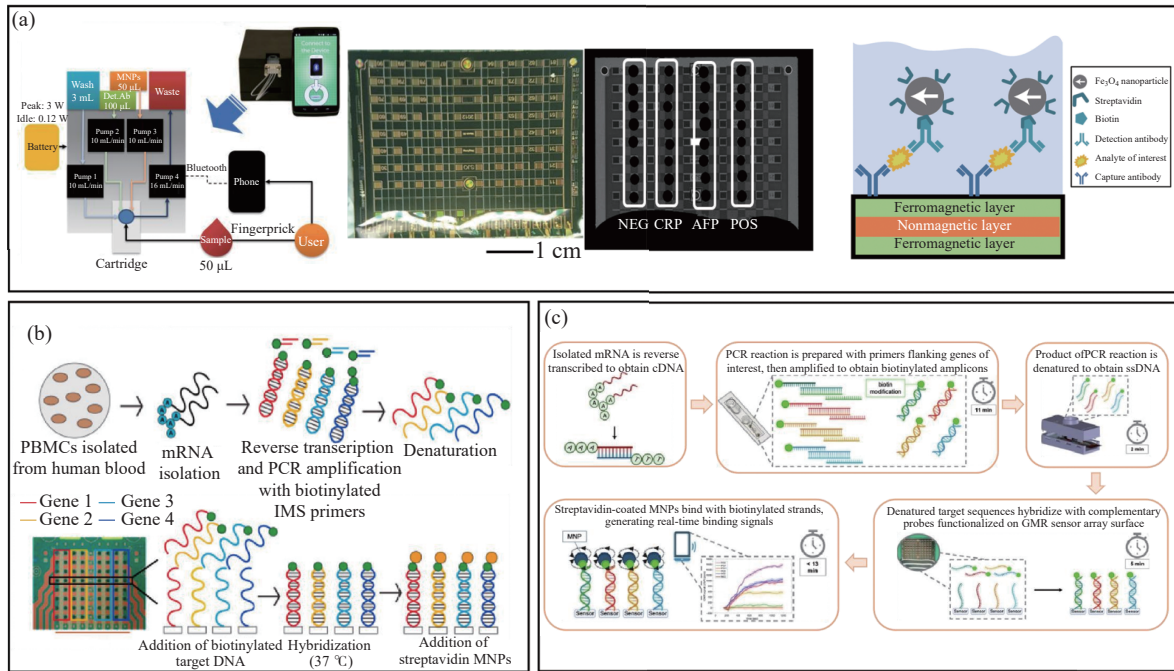 (a)
Connect to
the Device
Wash
3 mL
Det.Ab
100 μL
MNPs
50 μL
Waste
Peak: 3 W
Idle: 0.12 W
Battery
Pump 2
10 mL/min
Pump 3
10 mL/min
Pump 1
10 mL/min
Pump 4
16 mL/min
Bluetooth
Phone
Fingerprick
Sample
User
Cartridge
50 μL
1 cm
NEG CRP AFP POS
Fe₃O₄ nanoparticle
Streptavidin
Biotin
Detection antibody
Analyte of interest
Capture antibody
Ferromagnetic layer
Nonmagnetic layer
Ferromagnetic layer
(b)
PBMCs isolated
from human blood
mRNA
isolation
Reverse transcription
and PCR amplification
with biotinylated
IMS primers
Denaturation
Gene 1
Gene 3
Gene 2
Gene 4
Addition of biotinylated
target DNA
Hybridization
(37 ℃)
Addition of
streptavidin MNPs
(c)
Isolated mRNA is reverse
transcribed to obtain cDNA
PCR reaction is prepared with primers flanking genes of
interest, then amplified to obtain biotinylated amplicons
biotin
modification
11 min
Product ofPCR reaction is
denatured to obtain ssDNA
2 min
Streptavidin-coated MNPs bind with biotinylated strands,
generating real-time binding signals
MNP
< 13
min
Sensor Sensor Sensor Sensor
Denatured target sequences hybridize with complementary
probes functionalized on GMR sensor array surface
5 min
Sensor Sensor Sensor Sensor
Sensor Sensor Sensor Sensor